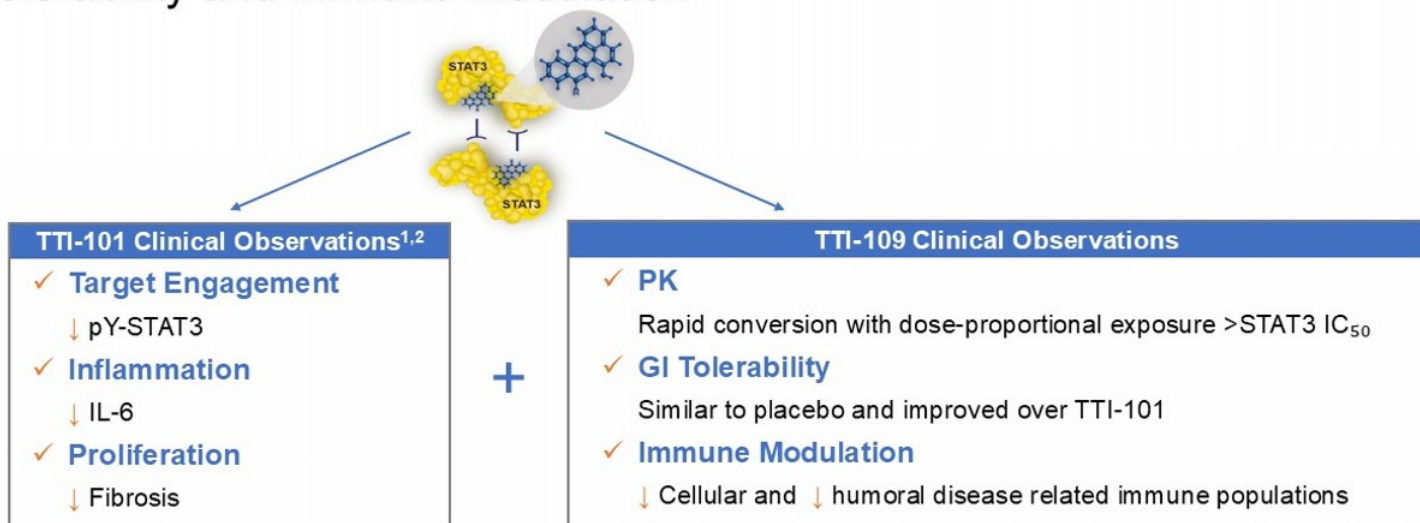 STAT3
STAT3
TTI-101 Clinical Observations¹,²
✓ Target Engagement
↓ pY-STAT3
✓ Inflammation
↓ IL-6
✓ Proliferation
↓ Fibrosis
+
TTI-109 Clinical Observations
✓ PK
Rapid conversion with dose-proportional exposure >STAT3 IC₅₀
✓ GI Tolerability
Similar to placebo and improved over TTI-101
✓ Immune Modulation
↓ Cellular and ↓ humoral disease related immune populations